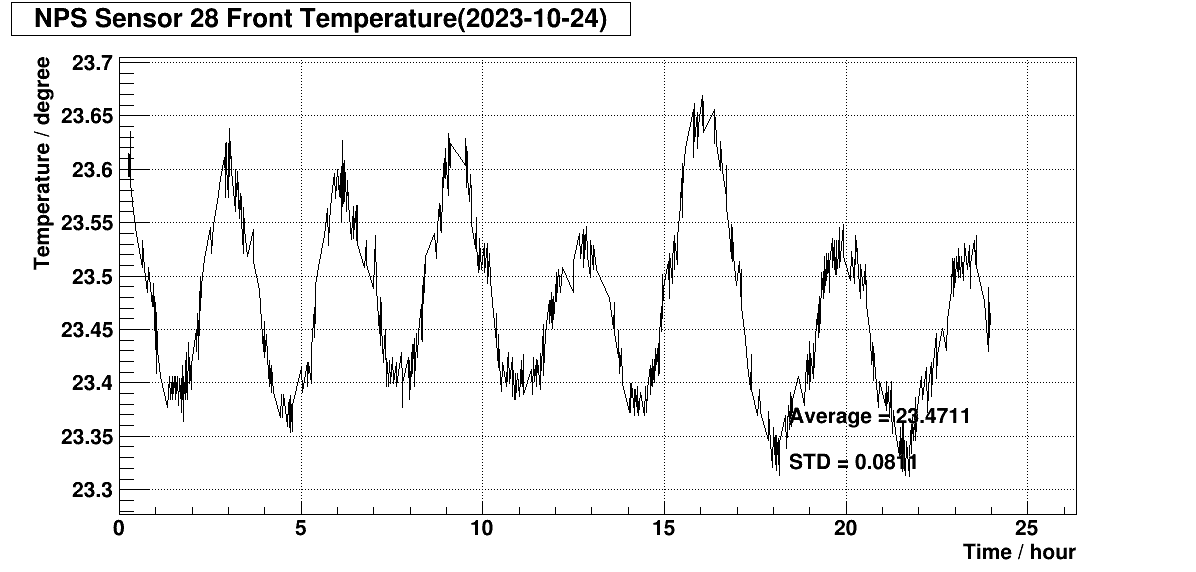 NPS Sensor 28 Front Temperature(2023-10-24)
Temperature / degree
23.7
23.65
23.6
23.55
23.5
23.45
23.4
23.35
23.3
Average = 23.4711
STD =
0 5 10 15 20 25
Time / hour